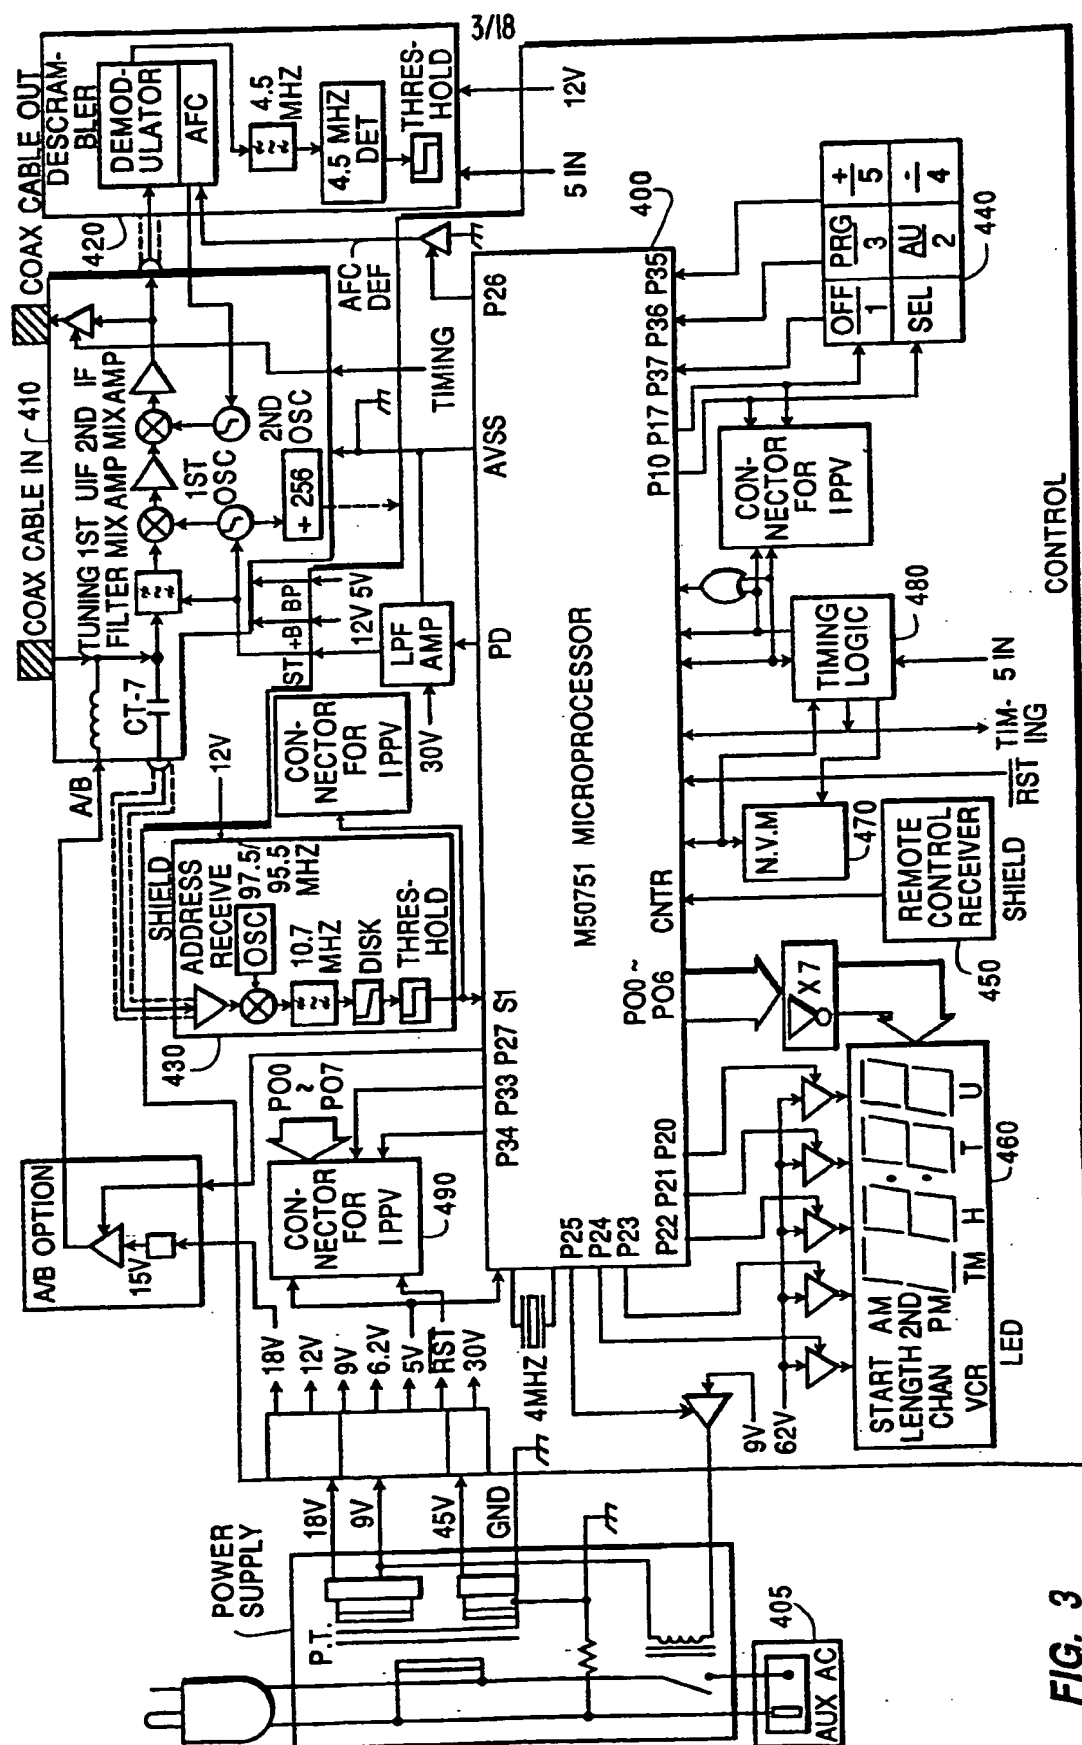 3/18
COAX CABLE IN
410
COAX CABLE OUT
TUNING 1ST UIF 2ND IF
FILTER MIX AMP MIX AMP
1ST
OSC
2ND
OSC
+ 256
CT-7
A/B
ST +B BP
12V 5V
420
DESCRAM-
BLER
DEMOD-
ULATOR
AFC
4.5
MHZ
4.5 MHZ
DET
THRES-
HOLD
5 IN
12V
AFC
DEF
TIMING
A/B OPTION
15V
SHIELD
ADDRESS
RECEIVE
OSC
97.5/
95.5
MHZ
10.7
MHZ
DISK
THRES-
HOLD
430
12V
CON-
NECTOR
FOR
IPPV
30V
LPF
AMP
PO0
~
PO7
CON-
NECTOR
FOR
IPPV
490
POWER
SUPPLY
P.T.
18V
9V
45V
GND
18V
12V
9V
6.2V
5V
RST
30V
4MHZ
P34 P33 P27 S1
PD
AVSS
P26
400
M50751 MICROPROCESSOR
P25
P24
P23
P22 P21 P20
PO0~
PO6
CNTR
P10 P17 P37 P36 P35
X7
9V
62V
START AM
LENGTH 2ND
CHAN PM
VCR
TM H T U
LED
460
REMOTE
CONTROL
RECEIVER
SHIELD
450
N.V.M
470
RST
TIM-
ING
5 IN
TIMING
LOGIC
480
CON-
NECTOR
FOR
IPPV
OFF
1
PRG
3
+
5
SEL
AU
2
-
4
440
CONTROL
AUX AC
405
FIG. 3